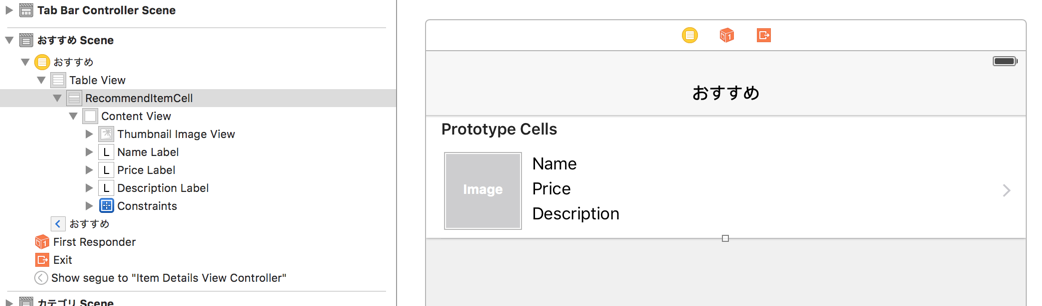 Tab Bar Controller Scene
おすすめ Scene
おすすめ
Table View
RecommendItemCell
Content View
Thumbnail Image View
L Name Label
L Price Label
L Description Label
Constraints
おすすめ
First Responder
Exit
Show segue to "Item Details View Controller"
カテゴリ Scene
おすすめ
Prototype Cells
Image
Name
Price
Description